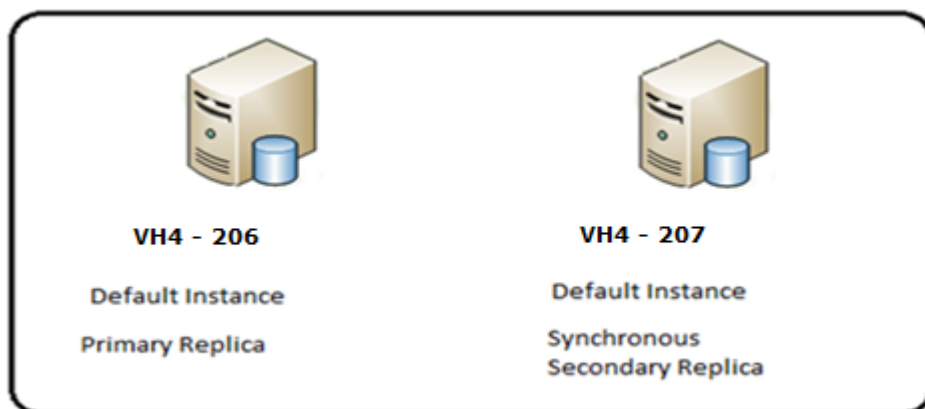 VH4 - 206
Default Instance
Primary Replica
VH4 - 207
Default Instance
Synchronous
Secondary Replica